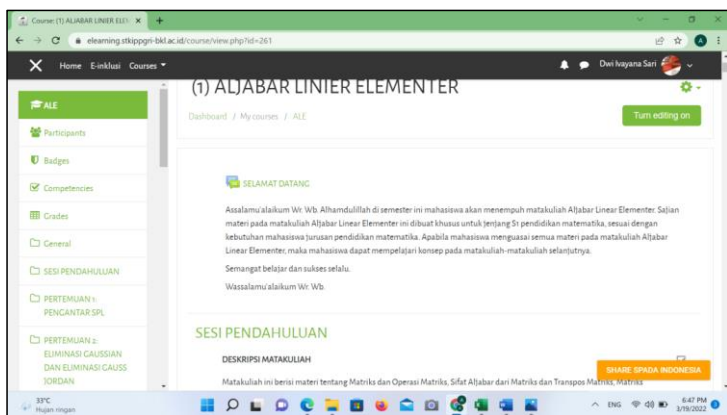 Course: (1) ALJABAR LINIER ELEM
elearning.stkippgri-bkl.ac.id/course/view.php?id=261
Home E-inklusi Courses
Dwi Ivayana Sari
ALE
Participants
Badges
Competencies
Grades
General
SESI PENDAHULUAN
PERTEMUAN 1:
PENGANTAR SPL
PERTEMUAN 2:
ELIMINASI GAUSSIAN
DAN ELIMINASI GAUSS
JORDAN
(1) ALJABAR LINIER ELEMENTER
Dashboard / My courses / ALE
Turn editing on
SELAMAT DATANG
Assalamu'alaikum Wr. Wb. Alhamdulillah di semester ini mahasiswa akan menempuh matakuliah Aljabar Linear Elementer. Sajian
materi pada matakuliah Aljabar Linear Elementer ini dibuat khusus untuk jenjang S1 pendidikan matematika, sesuai dengan
kebutuhan mahasiswa jurusan pendidikan matematika. Apabila mahasiswa menguasai semua materi pada matakuliah Aljabar
Linear Elementer, maka mahasiswa dapat mempelajari konsep pada matakuliah-matakuliah selanjutnya.
Semangat belajar dan sukses selalu.
Wassalamu'alaikum Wr. Wb.
SESI PENDAHULUAN
DESKRIPSI MATAKULIAH
SHARE SPADA INDONESIA
Matakuliah ini berisi materi tentang Matriks dan Operasi Matriks, Sifat Aljabar dari Matriks dan Transpos Matriks, Matriks
33°C
Hujan ringan
ENG
6:47 PM
3/19/2022